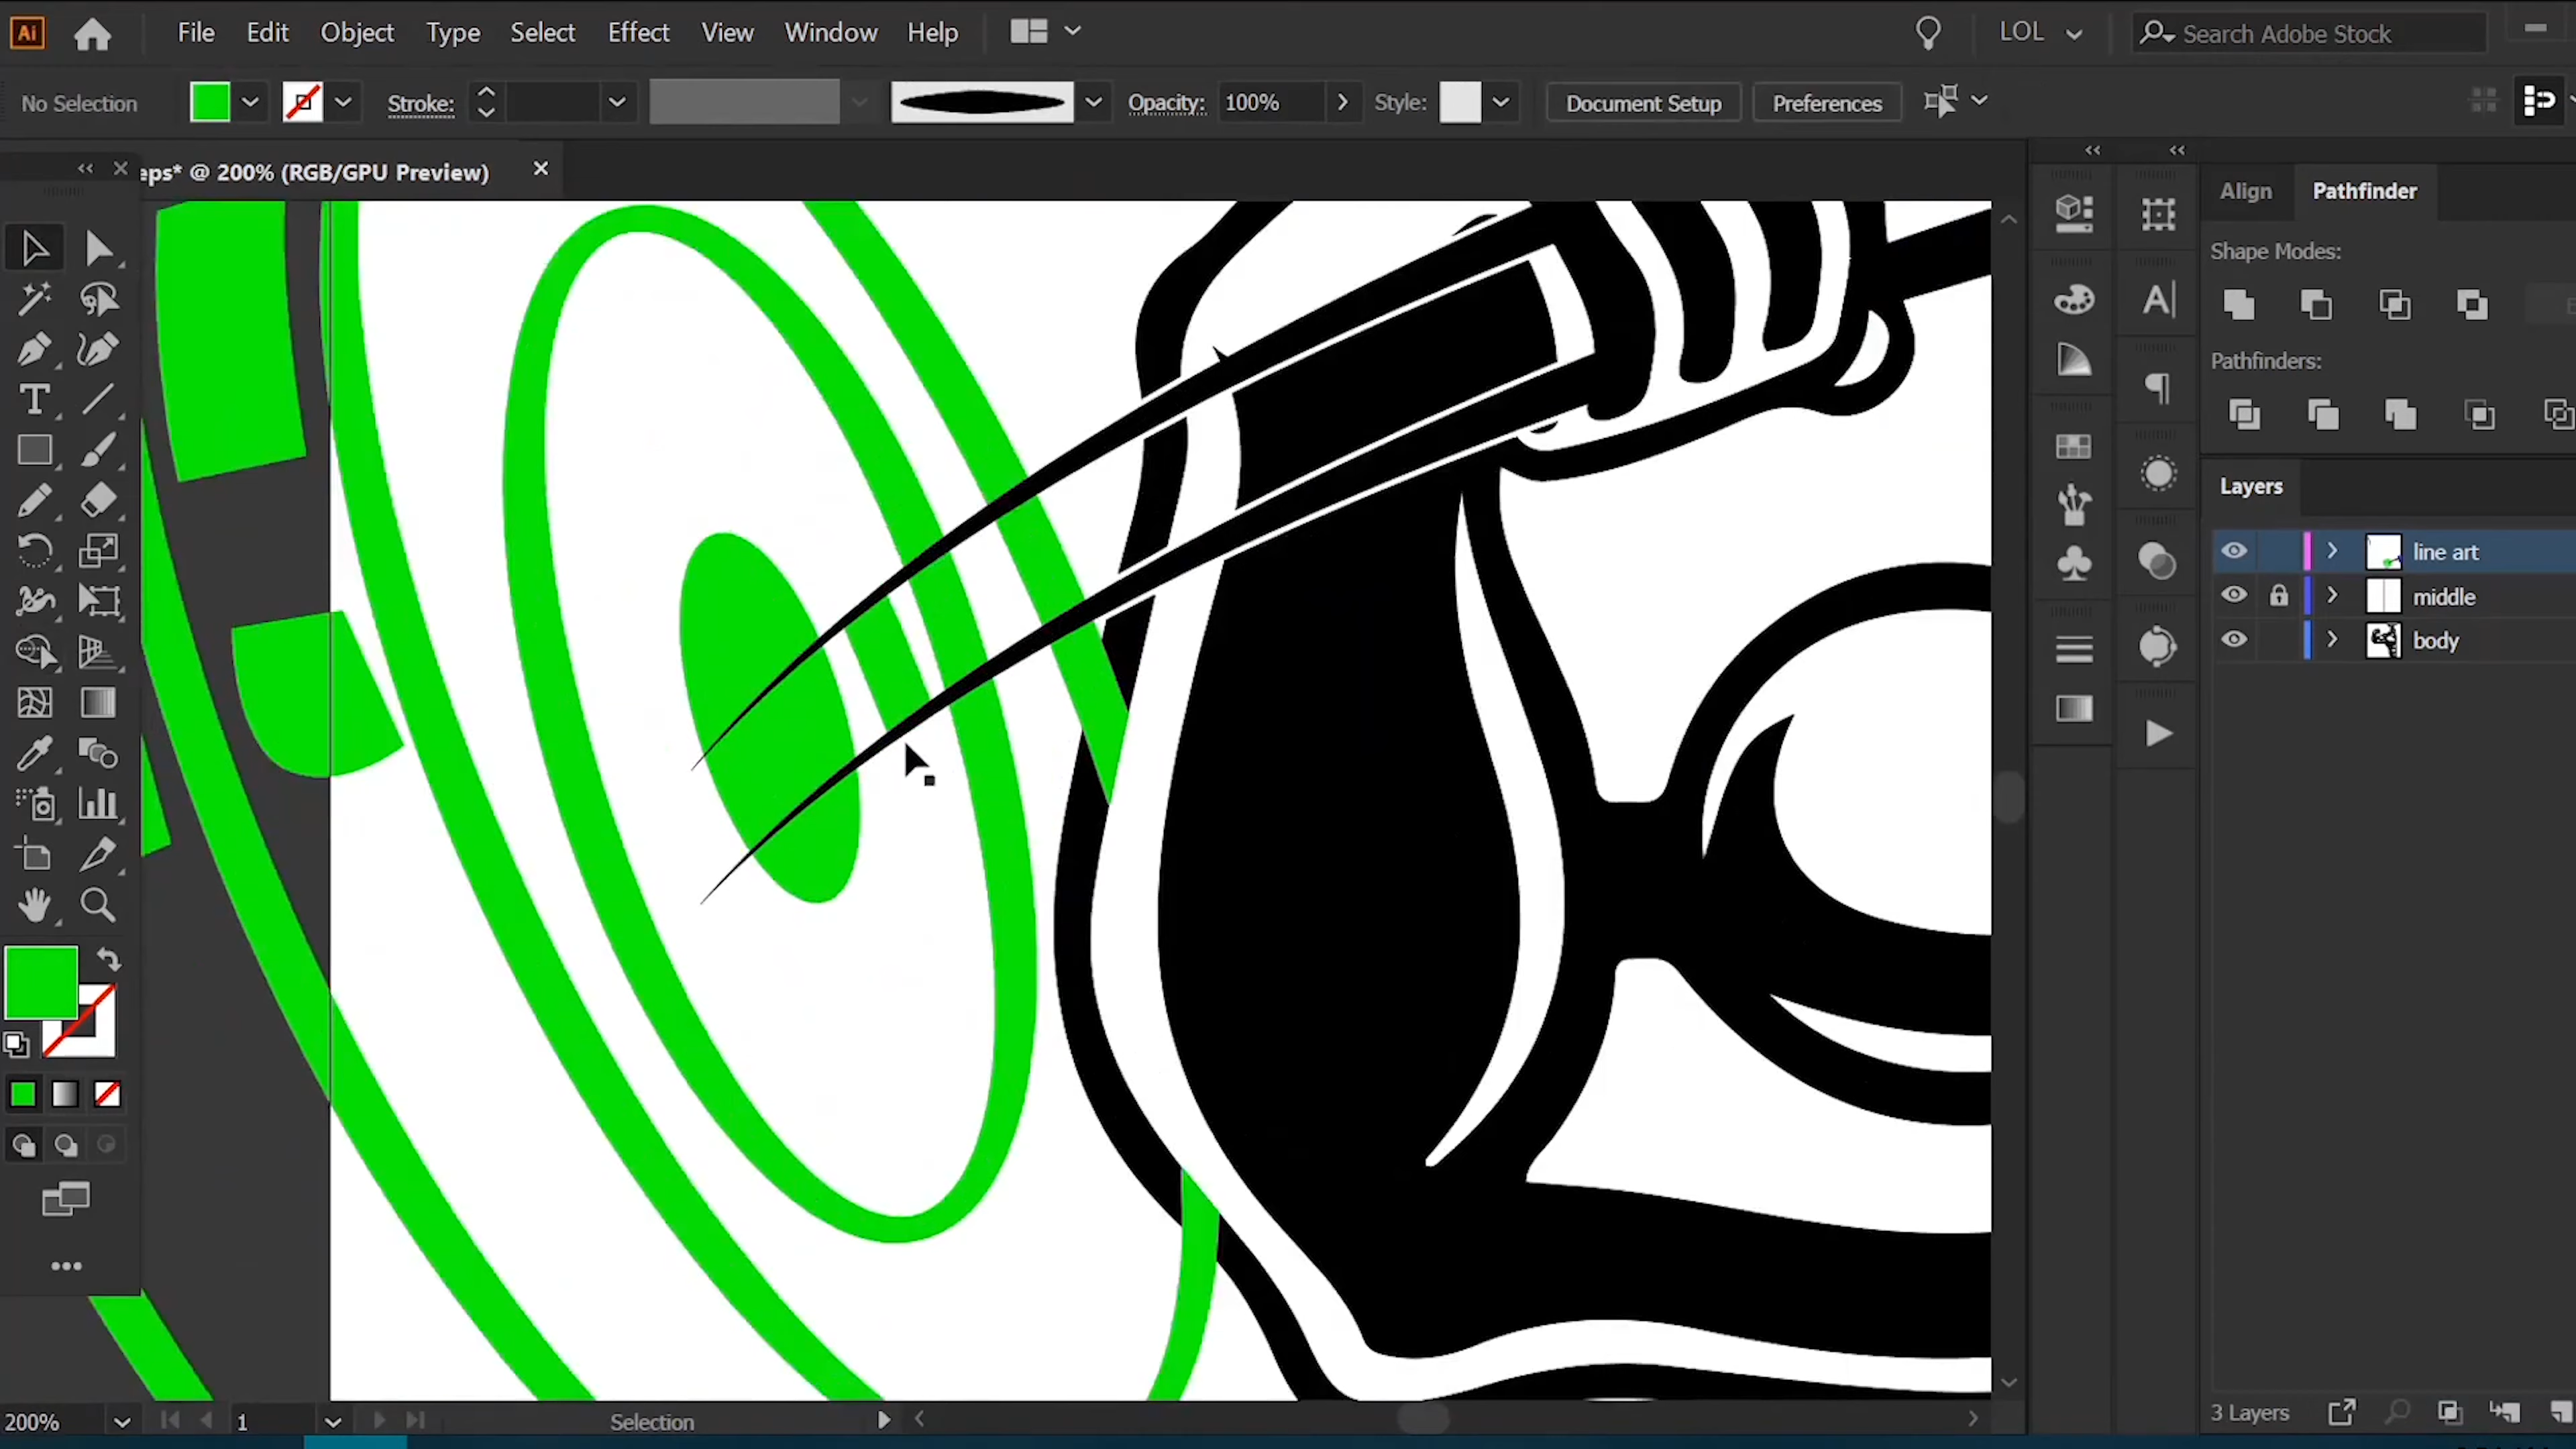 Ai File Edit Object Type Select Effect View Window Help LOL Search Adobe Stock
No Selection Stroke: Opacity: 100% Style: Document Setup Preferences
eps* @ 200% (RGB/GPU Preview)
Align Pathfinder
Shape Modes:
Pathfinders:
Layers
line art
middle
body
3 Layers
200% 1 Selection